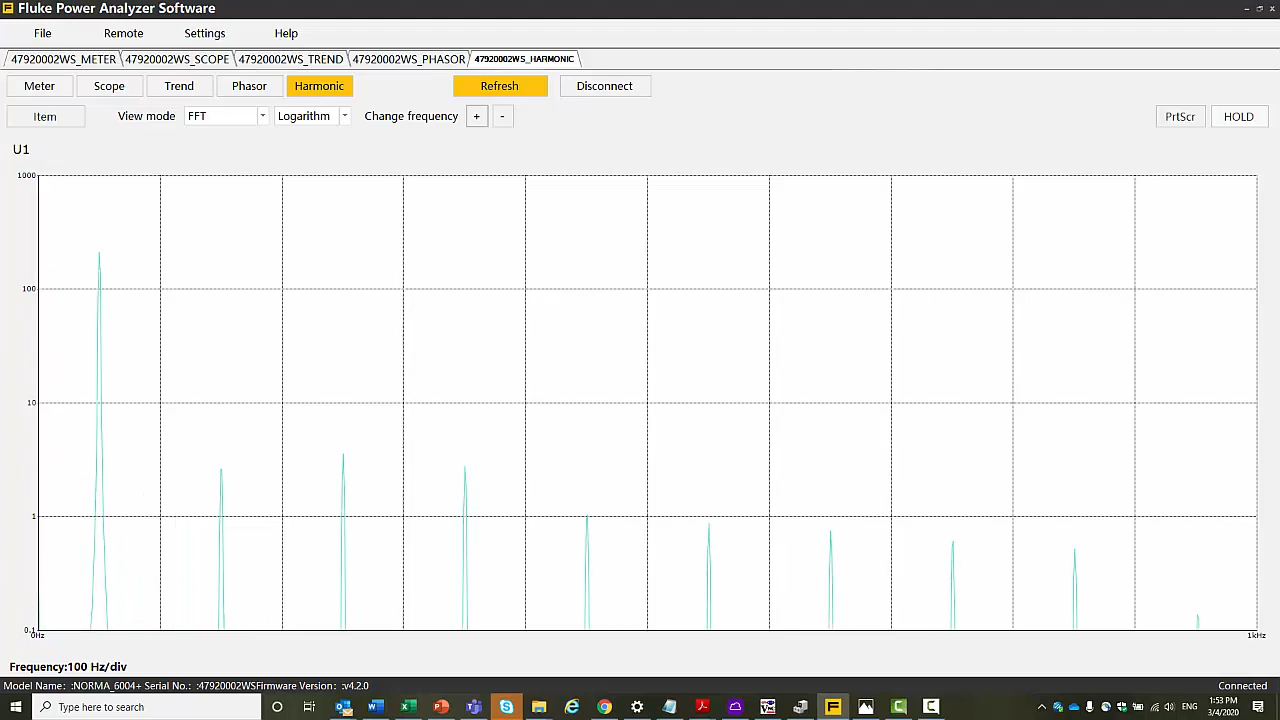 Fluke Power Analyzer Software
File Remote Settings Help
47920002WS_METER 47920002WS_SCOPE 47920002WS_TREND 47920002WS_PHASOR 47920002WS_HARMONIC
Meter Scope Trend Phasor Harmonic Refresh Disconnect
Item View mode FFT Logarithm Change frequency + - PrtScr HOLD
U1
1000
100
10
1
0.1
0Hz 1kHz
Frequency:100 Hz/div
Model Name: :NORMA_6004+ Serial No.: :47920002WSFirmware Version: :v4.2.0 Connected
Type here to search ENG 1:53 PM
3/4/2020